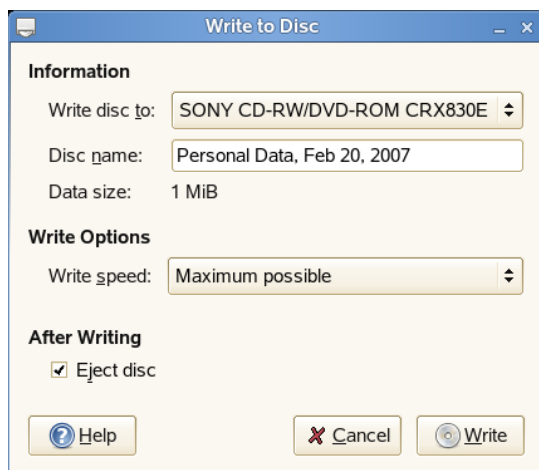 Write to Disc
Information
Write disc to: SONY CD-RW/DVD-ROM CRX830E
Disc name: Personal Data, Feb 20, 2007
Data size: 1 MiB
Write Options
Write speed: Maximum possible
After Writing
Eject disc
Help Cancel Write